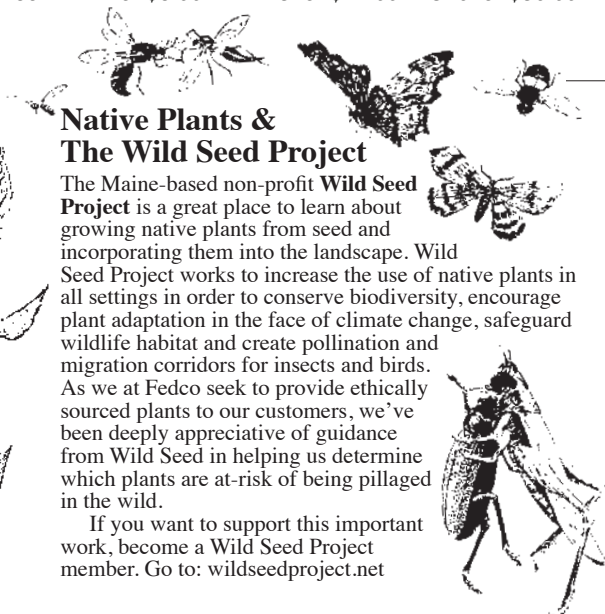 Native Plants &
The Wild Seed Project
The Maine-based non-profit Wild Seed
Project is a great place to learn about
growing native plants from seed and
incorporating them into the landscape. Wild
Seed Project works to increase the use of native plants in
all settings in order to conserve biodiversity, encourage
plant adaptation in the face of climate change, safeguard
wildlife habitat and create pollination and
migration corridors for insects and birds.
As we at Fedco seek to provide ethically
sourced plants to our customers, we’ve
been deeply appreciative of guidance
from Wild Seed in helping us determine
which plants are at-risk of being pillaged
in the wild.
If you want to support this important
work, become a Wild Seed Project
member. Go to: wildseedproject.net